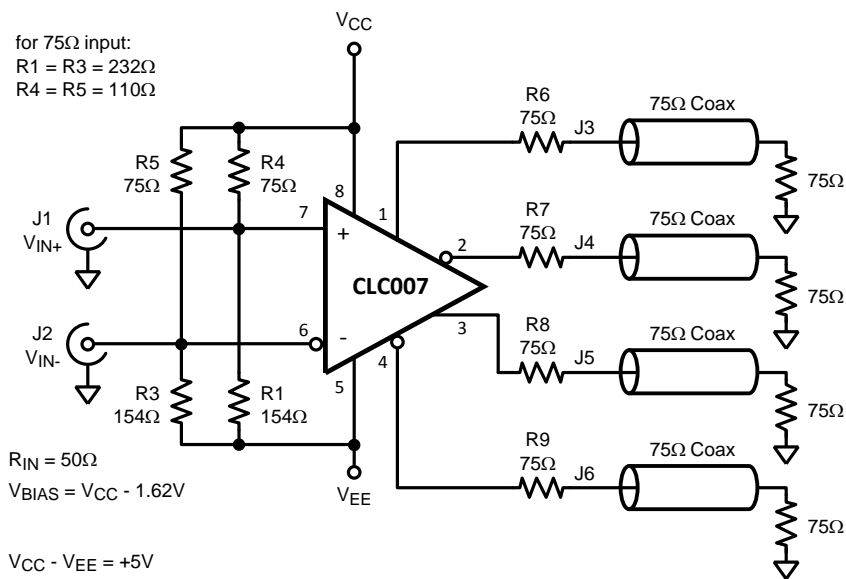 for 75Ω input:
R1 = R3 = 232Ω
R4 = R5 = 110Ω
VCC
R5
75Ω
R4
75Ω
8
7
+
1
R6
75Ω
J3
75Ω Coax
75Ω
J1
VIN+
2
R7
75Ω
J4
75Ω Coax
75Ω
CLC007
J2
VIN-
6
-
5
4
3
R8
75Ω
J5
75Ω Coax
75Ω
R3
154Ω
R1
154Ω
VEE
R9
75Ω
J6
75Ω Coax
75Ω
RIN = 50Ω
VBIAS = VCC - 1.62V
VCC - VEE = +5V